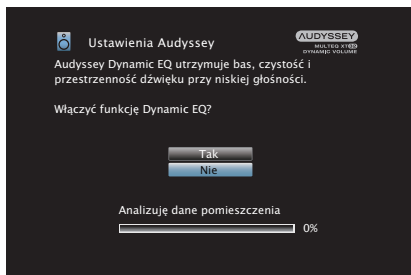 Ustawienia Audyssey
AUDYSSEY
MULTEQ XT32
DYNAMIC VOLUME
Audyssey Dynamic EQ utrzymuje bas, czystość i
przestrzenność dźwięku przy niskiej głośności.
Włączyć funkcję Dynamic EQ?
Tak
Nie
Analizuję dane pomieszczenia
0%